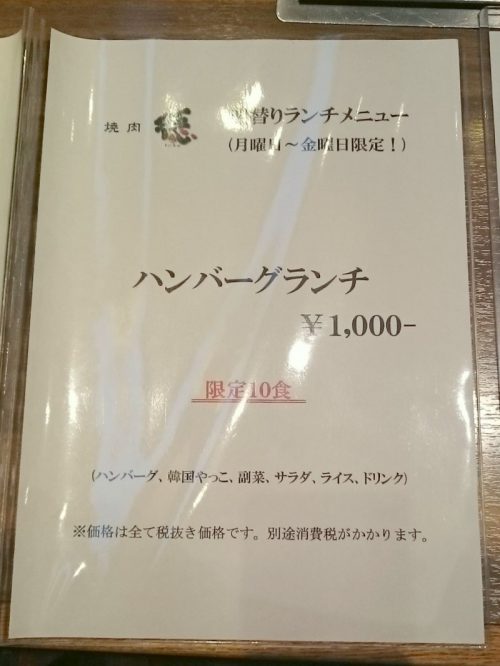 焼肉
替りランチメニュー
(月曜日～金曜日限定！)
ハンバーグランチ
￥1,000-
限定10食
(ハンバーグ、韓国やっこ、副菜、サラダ、ライス、ドリンク)
※価格は全て税抜き価格です。別途消費税がかかります。